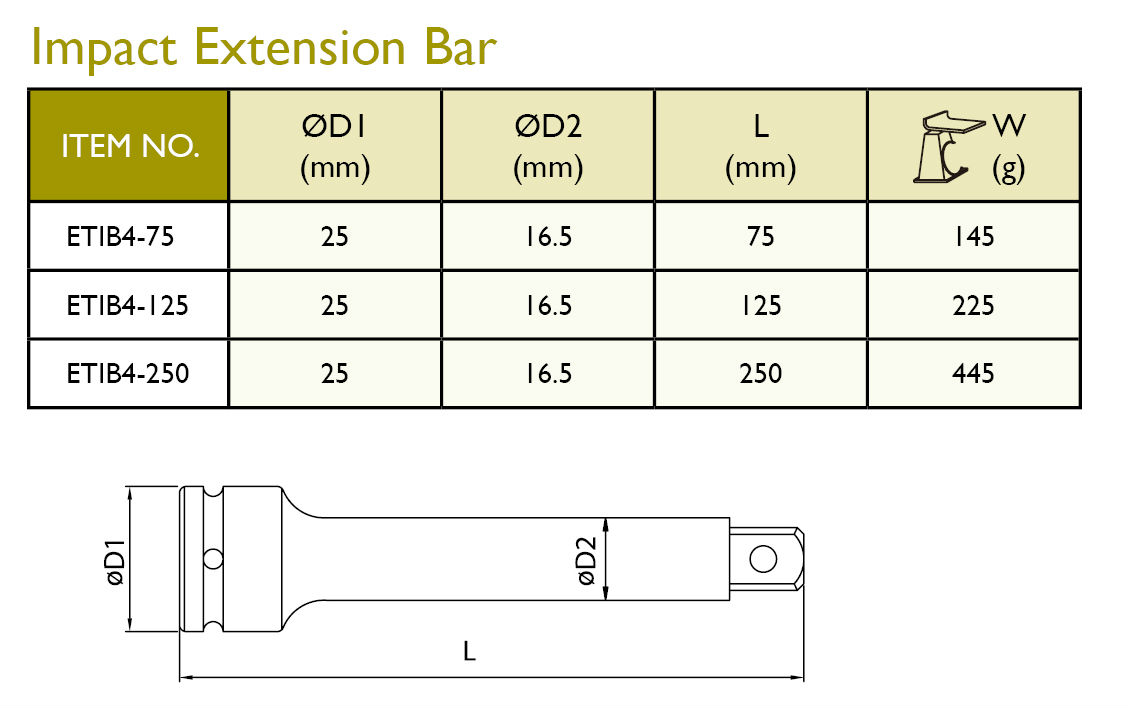 Impact Extension Bar
ITEM NO. ØD1 (mm) ØD2 (mm) L (mm) W (g)
ETIB4-75 25 16.5 75 145
ETIB4-125 25 16.5 125 225
ETIB4-250 25 16.5 250 445
øD1
øD2
L